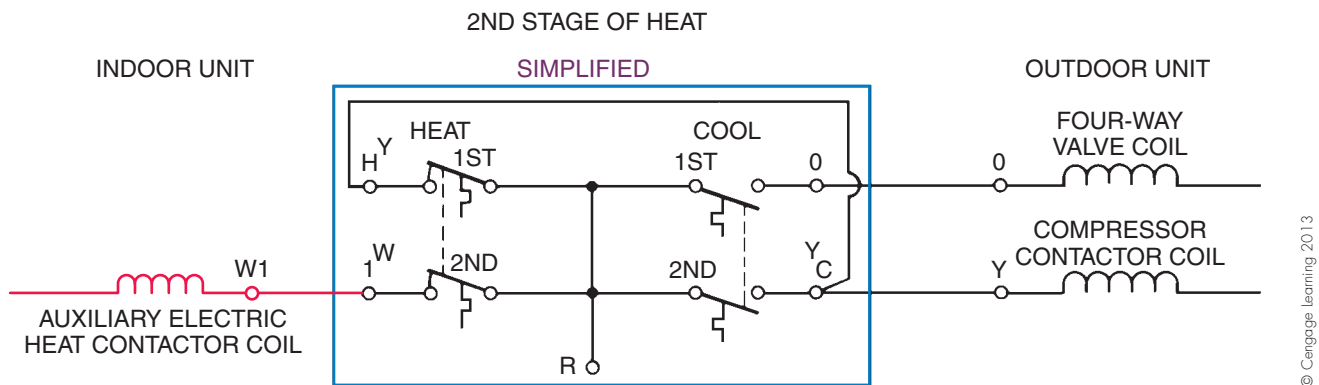 2ND STAGE OF HEAT
INDOOR UNIT
SIMPLIFIED
OUTDOOR UNIT
HEAT
COOL
FOUR-WAY
VALVE COIL
H Y
1ST
1ST
0
0
COMPRESSOR
CONTACTOR COIL
W1
1 W
2ND
2ND
Y C
Y
AUXILIARY ELECTRIC
HEAT CONTACTOR COIL
R
© Cengage Learning 2013